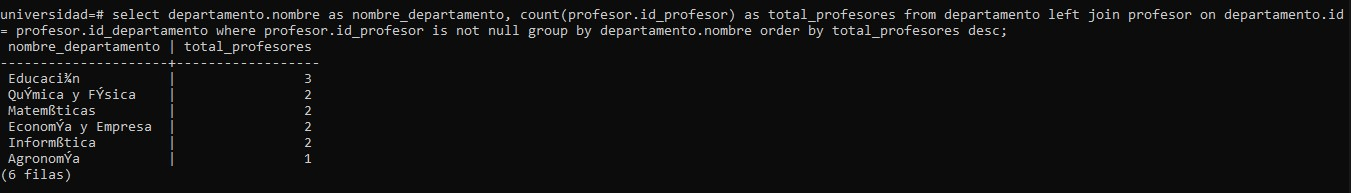 universidad=# select departamento.nombre as nombre_departamento, count(profesor.id_profesor) as total_profesores from departamento left join profesor on departamento.id
= profesor.id_departamento where profesor.id_profesor is not null group by departamento.nombre order by total_profesores desc;
 nombre_departamento | total_profesores
---------------------+------------------
 Educaci¾n           |                3
 QuÝmica y FÝsica    |                2
 Matemßticas         |                2
 EconomÝa y Empresa  |                2
 Informßtica         |                2
 AgronomÝa           |                1
(6 filas)